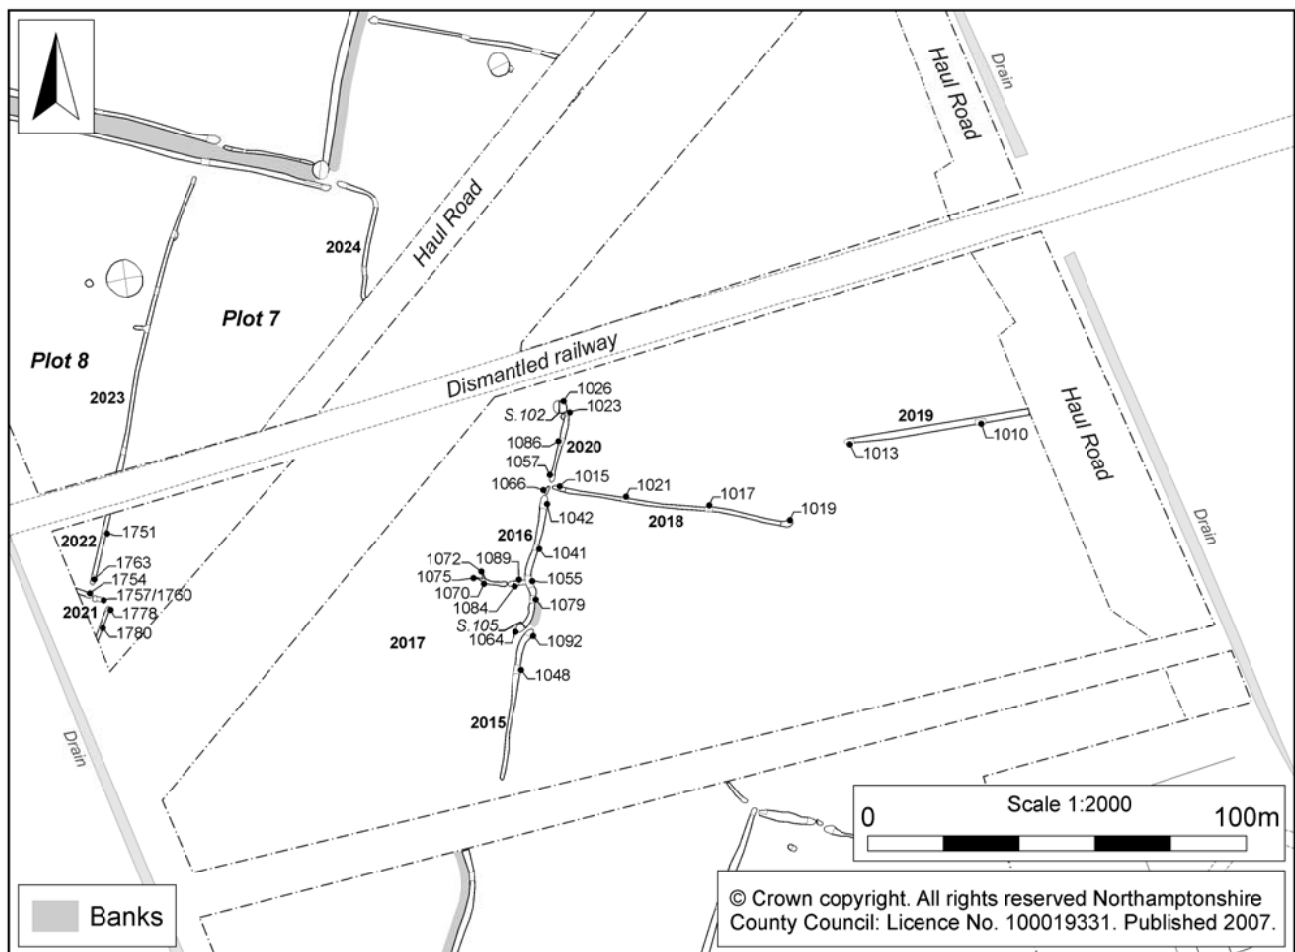 Haul Road
Drain
Haul Road
2024
Plot 7
Plot 8
Dismantled railway
2023
1026
S.102
1023
1086
2020
1057
1015
1066
1021
1017
1019
2018
1042
2016
1041
1072
1089
1075
1055
1070
1084
1079
S.105
1064
1092
2017
1048
2015
2019
1010
1013
Haul Road
Drain
2022
1751
1763
1754
1757/1760
2021
1778
1780
Drain
Scale 1:2000
0 100m
Banks
© Crown copyright. All rights reserved Northamptonshire
County Council: Licence No. 100019331. Published 2007.